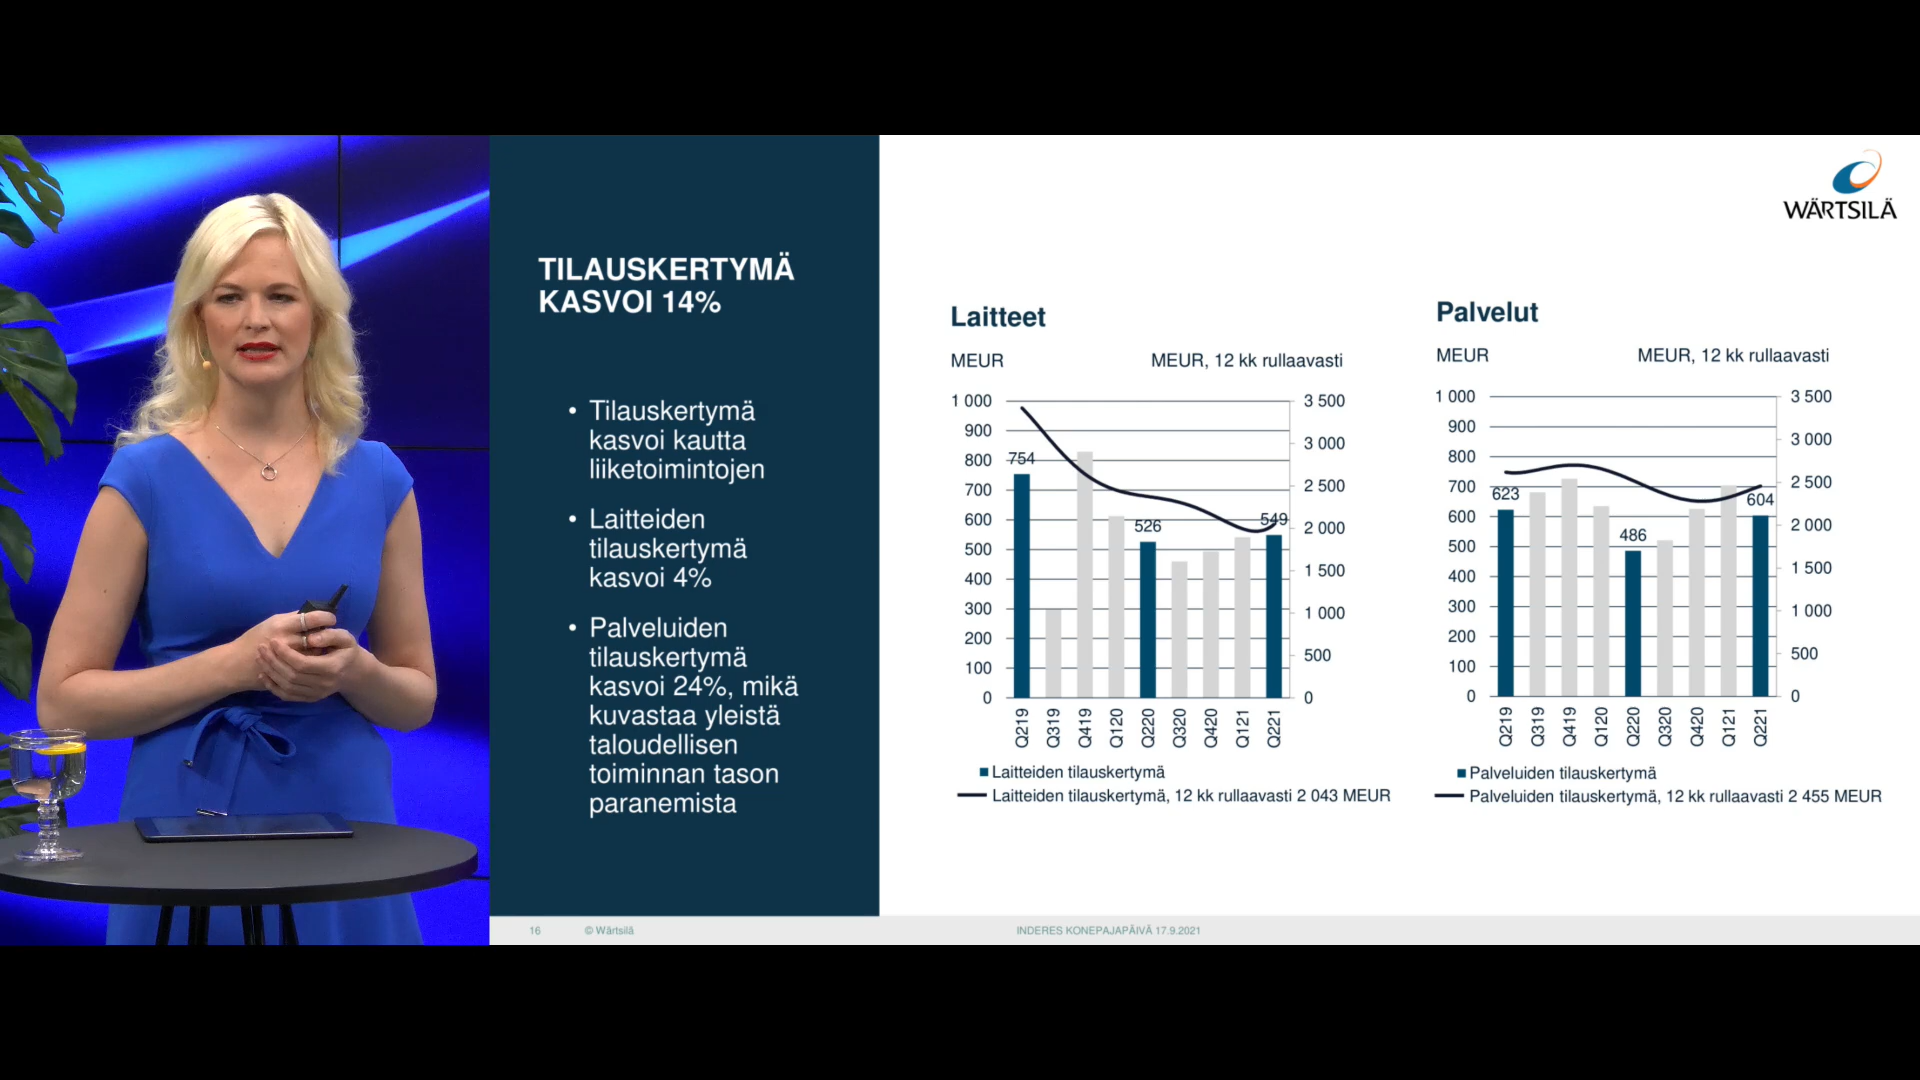 WÄRTSILÄ
TILAUSKERTYMÄ
KASVOI 14%
• Tilauskertymä
kasvoi kautta
liiketoimintojen
• Laitteiden
tilauskertymä
kasvoi 4%
• Palveluiden
tilauskertymä
kasvoi 24%, mikä
kuvastaa yleistä
taloudellisen
toiminnan tason
paranemista
Laitteet
MEUR MEUR, 12 kk rullaavasti
1 000 3 500
900
800 3 000
754
700 2 500
600
526 549 2 000
500
400 1 500
300 1 000
200
100 500
0 0
Q219 Q319 Q419 Q120 Q220 Q320 Q420 Q121 Q221
Laitteiden tilauskertymä
Laitteiden tilauskertymä, 12 kk rullaavasti 2 043 MEUR
Palvelut
MEUR MEUR, 12 kk rullaavasti
1 000 3 500
900
800 3 000
700 2 500
623 604
600 2 000
486
500
400 1 500
300 1 000
200
100 500
0 0
Q219 Q319 Q419 Q120 Q220 Q320 Q420 Q121 Q221
Palveluiden tilauskertymä
Palveluiden tilauskertymä, 12 kk rullaavasti 2 455 MEUR
16 © Wärtsilä INDERES KONEPAJAPÄIVÄ 17.9.2021